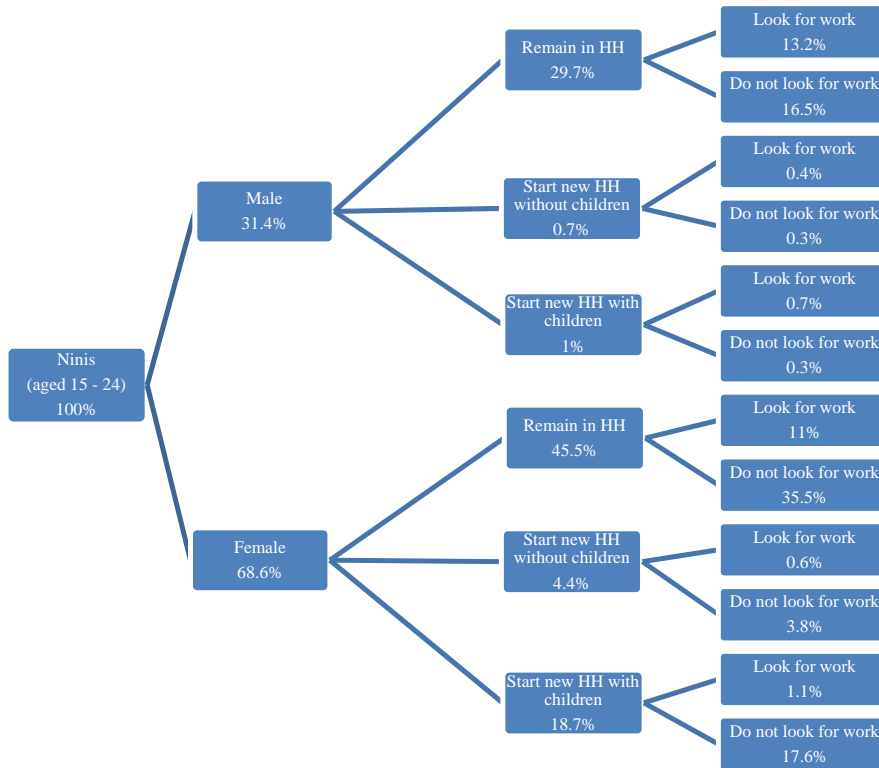 Ninis
(aged 15 - 24)
100%
Male
31.4%
Remain in HH
29.7%
Look for work
13.2%
Do not look for work
16.5%
Start new HH
without children
0.7%
Look for work
0.4%
Do not look for work
0.3%
Start new HH with
children
1%
Look for work
0.7%
Do not look for work
0.3%
Female
68.6%
Remain in HH
45.5%
Look for work
11%
Do not look for work
35.5%
Start new HH
without children
4.4%
Look for work
0.6%
Do not look for work
3.8%
Start new HH with
children
18.7%
Look for work
1.1%
Do not look for work
17.6%